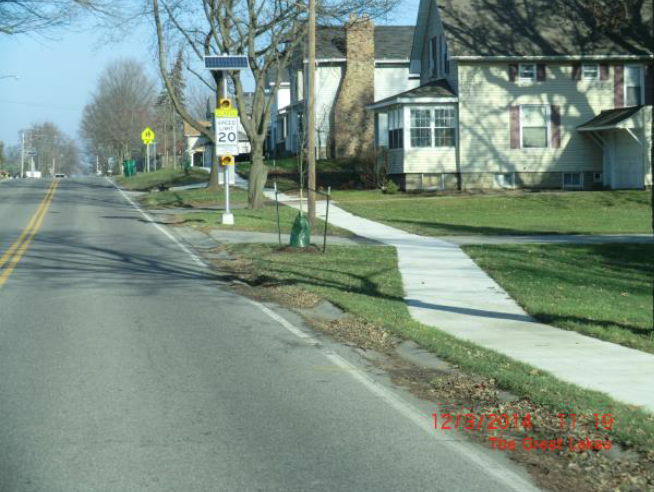 SPEED
LIMIT
20
12/3/2014 11:19
The Great Lakes